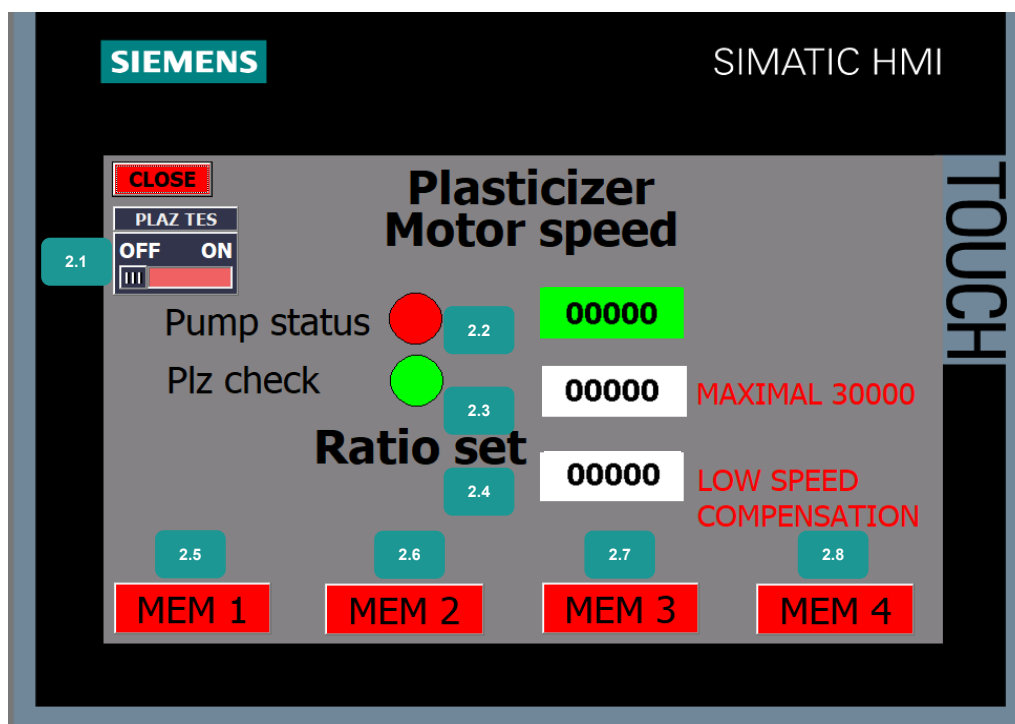 SIEMENS
SIMATIC HMI
TOUCH
CLOSE
Plasticizer
Motor speed
PLAZ TES
OFF ON
2.1
Pump status
2.2
00000
Plz check
2.3
00000
MAXIMAL 30000
Ratio set
2.4
00000
LOW SPEED
COMPENSATION
2.5
2.6
2.7
2.8
MEM 1
MEM 2
MEM 3
MEM 4